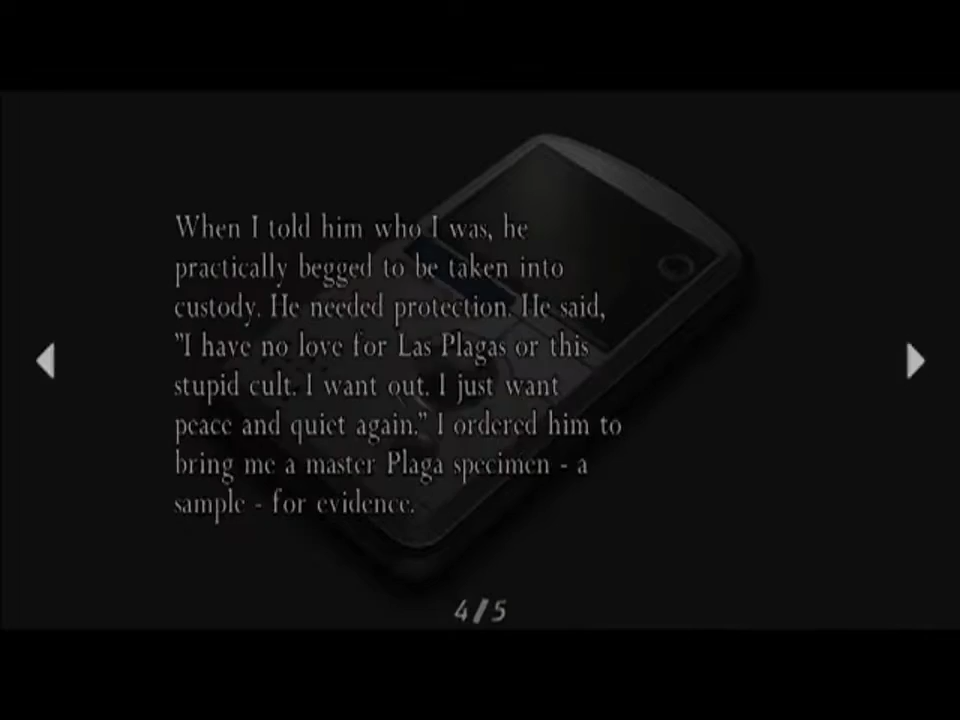 When I told him who I was, he
practically begged to be taken into
custody. He needed protection. He said,
"I have no love for Las Plagas or this
stupid cult. I want out. I just want
peace and quiet again." I ordered him to
bring me a master Plaga specimen - a
sample - for evidence.
4/5